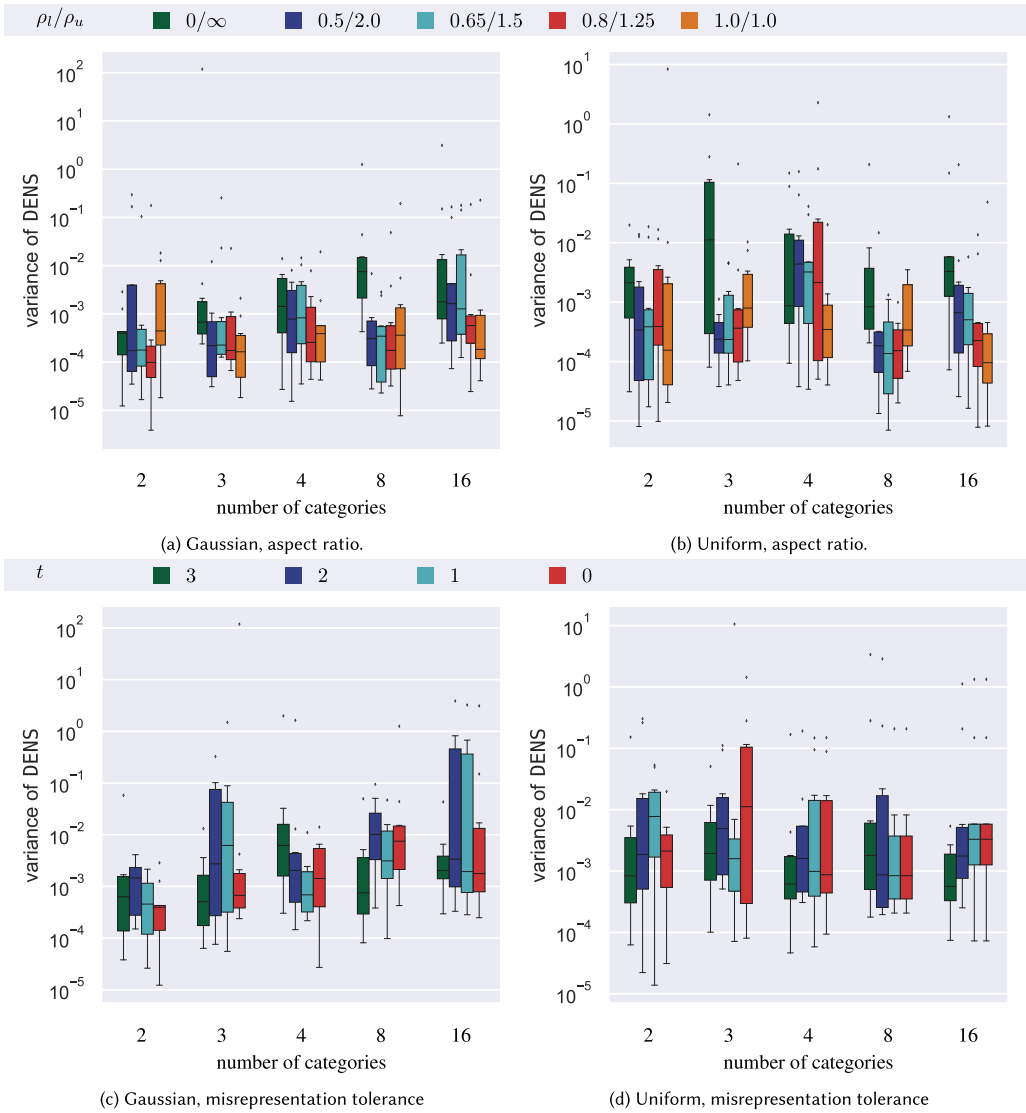 ρl/ρu 0/∞ 0.5/2.0 0.65/1.5 0.8/1.25 1.0/1.0
10^2
10^1
10^0
10^−1
10^−2
10^−3
10^−4
10^−5
variance of DENS
2 3 4 8 16
number of categories
(a) Gaussian, aspect ratio.
10^1
10^0
10^−1
10^−2
10^−3
10^−4
10^−5
variance of DENS
2 3 4 8 16
number of categories
(b) Uniform, aspect ratio.
t 3 2 1 0
10^2
10^1
10^0
10^−1
10^−2
10^−3
10^−4
10^−5
variance of DENS
2 3 4 8 16
number of categories
(c) Gaussian, misrepresentation tolerance
10^1
10^0
10^−1
10^−2
10^−3
10^−4
10^−5
variance of DENS
2 3 4 8 16
number of categories
(d) Uniform, misrepresentation tolerance